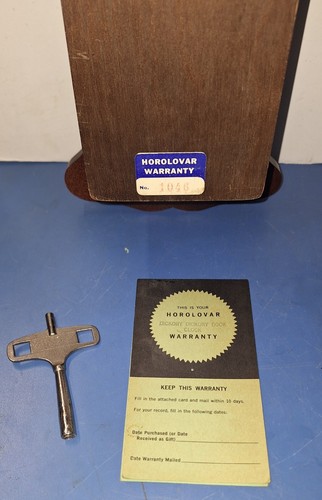 HOROLOVAR
WARRANTY
No. 1040
THIS IS YOUR
HOROLOVAR
CLOCK
WARRANTY
KEEP THIS WARRANTY
Fill in the attached card and mail within 10 days.
For your record, fill in the following dates:
Date Purchased (or Date
Received as Gift)
Date Warranty Mailed